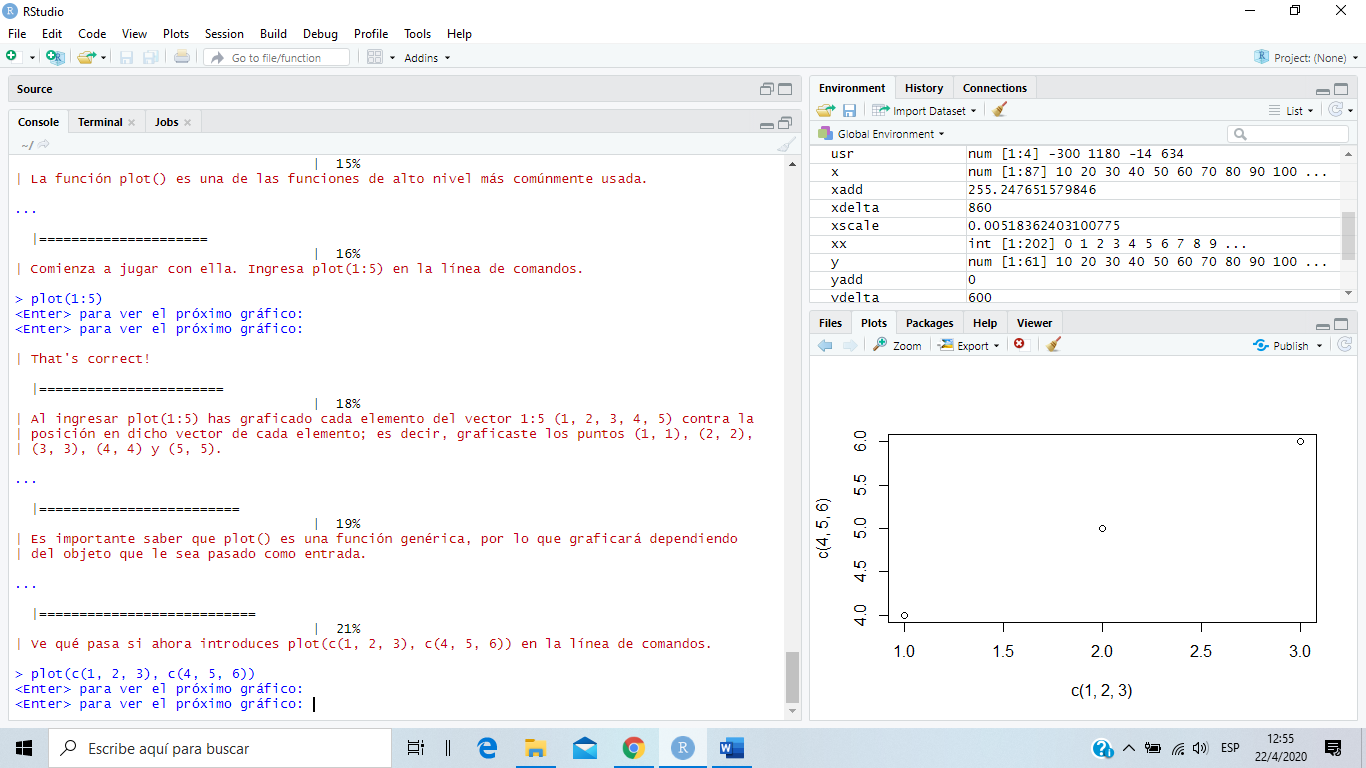 RStudio
File Edit Code View Plots Session Build Debug Profile Tools Help
Go to file/function Addins Project: (None)
Source
Console Terminal Jobs
~/
| 15%
| La función plot() es una de las funciones de alto nivel más comúnmente usada.
...
|=====================
| 16%
| Comienza a jugar con ella. Ingresa plot(1:5) en la línea de comandos.
> plot(1:5)
<Enter> para ver el próximo gráfico:
<Enter> para ver el próximo gráfico:
| That's correct!
|=======================
| 18%
| Al ingresar plot(1:5) has graficado cada elemento del vector 1:5 (1, 2, 3, 4, 5) contra la
| posición en dicho vector de cada elemento; es decir, graficaste los puntos (1, 1), (2, 2),
| (3, 3), (4, 4) y (5, 5).
...
|=========================
| 19%
| Es importante saber que plot() es una función genérica, por lo que graficará dependiendo
| del objeto que le sea pasado como entrada.
...
|===========================
| 21%
| Ve qué pasa si ahora introduces plot(c(1, 2, 3), c(4, 5, 6)) en la línea de comandos.
> plot(c(1, 2, 3), c(4, 5, 6))
<Enter> para ver el próximo gráfico:
<Enter> para ver el próximo gráfico:
Environment History Connections
Import Dataset List
Global Environment
usr num [1:4] -300 1180 -14 634
x num [1:87] 10 20 30 40 50 60 70 80 90 100 ...
xadd 255.247651579846
xdelta 860
xscale 0.00518362403100775
xx int [1:202] 0 1 2 3 4 5 6 7 8 9 ...
y num [1:61] 10 20 30 40 50 60 70 80 90 100 ...
yadd 0
ydelta 600
Files Plots Packages Help Viewer
Zoom Export Publish
c(4, 5, 6)
6.0
5.5
5.0
4.5
4.0
1.0 1.5 2.0 2.5 3.0
c(1, 2, 3)
Escribe aquí para buscar
ESP
12:55
22/4/2020